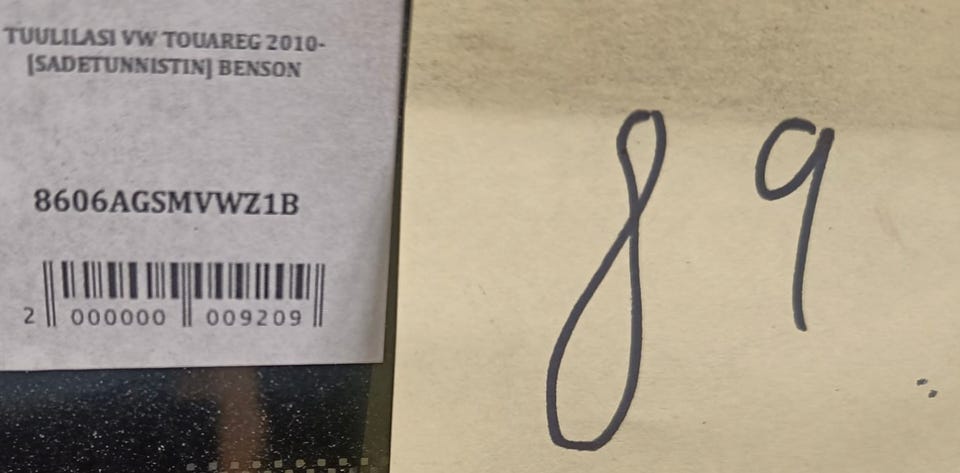 TUULILASI VW TOUAREG 2010-
[SADETUNNISTIN] BENSON
8606AGSMVWZ1B
2 000000 009209
89